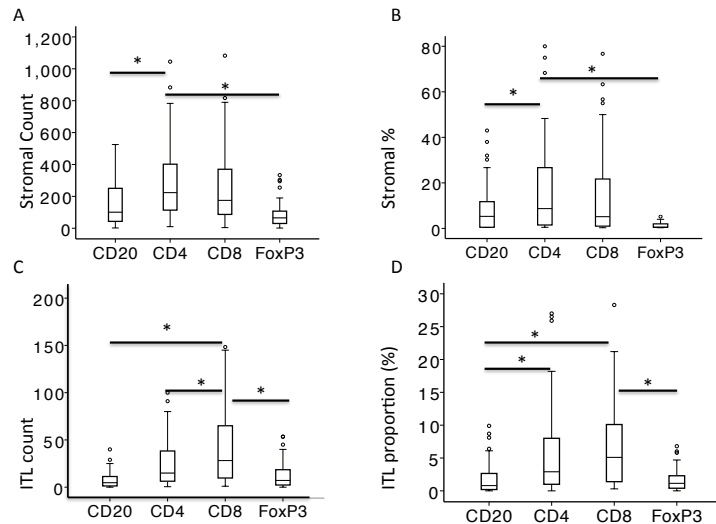 A
Stromal Count
1,200
1,000
800
600
400
200
0
* *
CD20 CD4 CD8 FoxP3
B
Stromal %
80
60
40
20
0
* *
CD20 CD4 CD8 FoxP3
C
ITL count
200
150
100
50
0
* * *
CD20 CD4 CD8 FoxP3
D
ITL proportion (%)
30
25
20
15
10
5
0
* * *
CD20 CD4 CD8 FoxP3